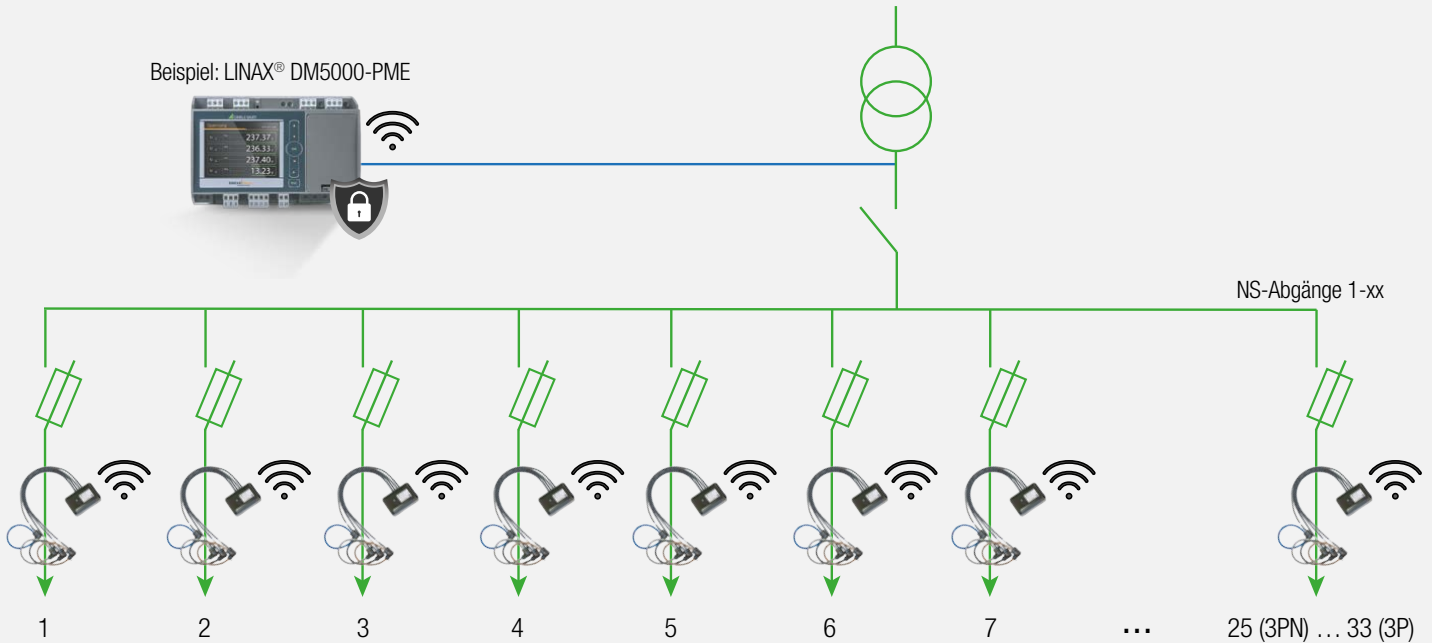 Beispiel: LINAX® DM5000-PME
237.37
236.33
237.40
13.23
NS-Abgänge 1-xx
1 2 3 4 5 6 7 ... 25 (3PN) ... 33 (3P)